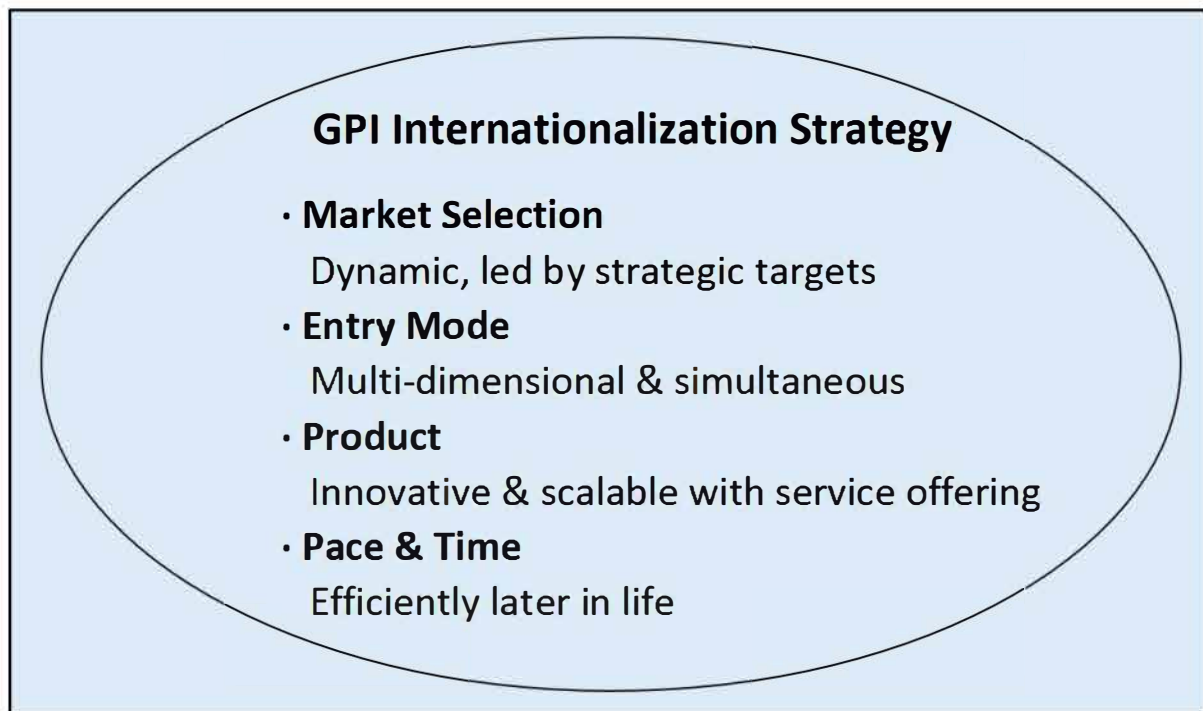 GPI Internationalization Strategy
· Market Selection
Dynamic, led by strategic targets
· Entry Mode
Multi-dimensional & simultaneous
· Product
Innovative & scalable with service offering
· Pace & Time
Efficiently later in life